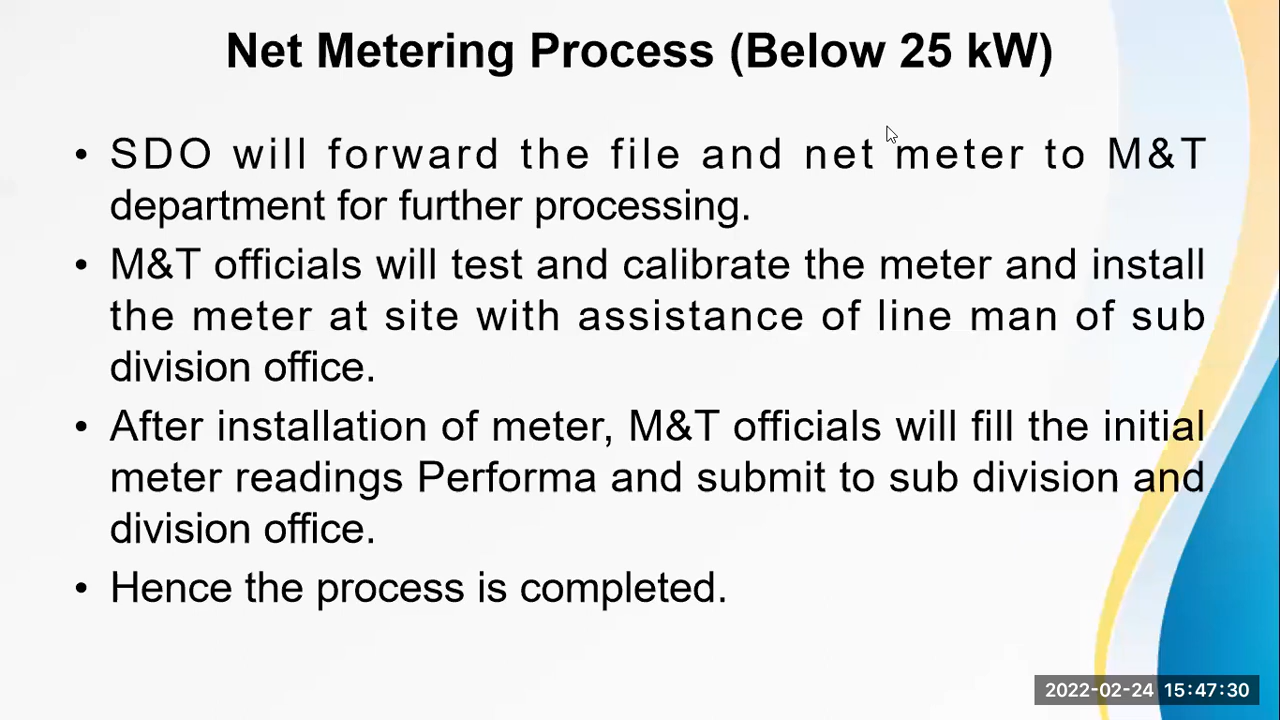 Net Metering Process (Below 25 kW)
• SDO will forward the file and net meter to M&T
department for further processing.
• M&T officials will test and calibrate the meter and install
the meter at site with assistance of line man of sub
division office.
• After installation of meter, M&T officials will fill the initial
meter readings Performa and submit to sub division and
division office.
• Hence the process is completed.
2022-02-24 15:47:30